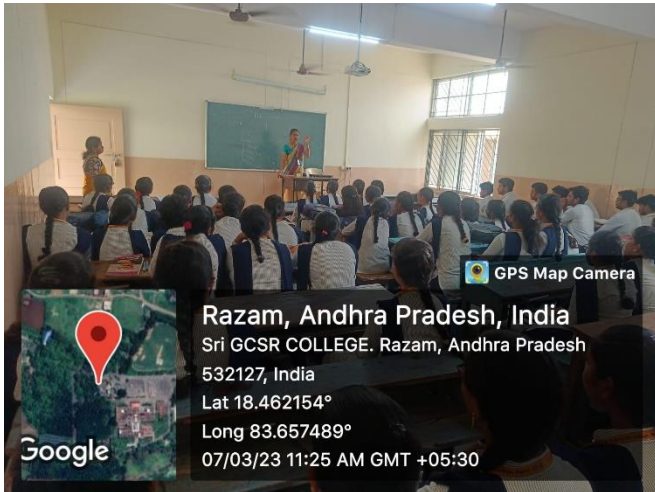 GPS Map Camera
Razam, Andhra Pradesh, India
Sri GCSR COLLEGE. Razam, Andhra Pradesh
532127, India
Lat 18.462154°
Long 83.657489°
07/03/23 11:25 AM GMT +05:30
Google